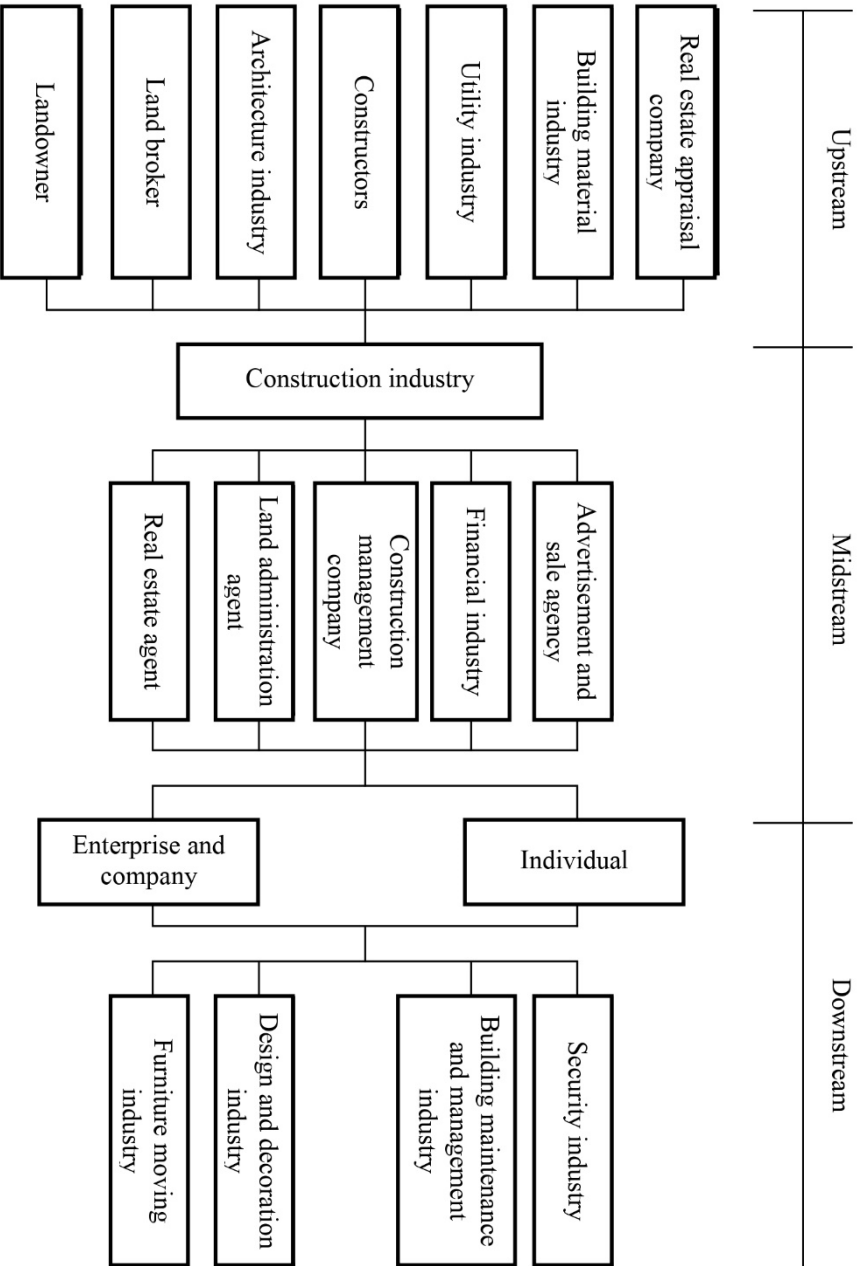 Landowner
Land broker
Architecture industry
Constructors
Utility industry
Building material
industry
Real estate appraisal
company
Upstream
Construction industry
Real estate agent
Land administration
agent
Construction
management
company
Financial industry
Advertisement and
sale agency
Midstream
Enterprise and
company
Individual
Furniture moving
industry
Design and decoration
industry
Building maintenance
and management
industry
Security industry
Downstream